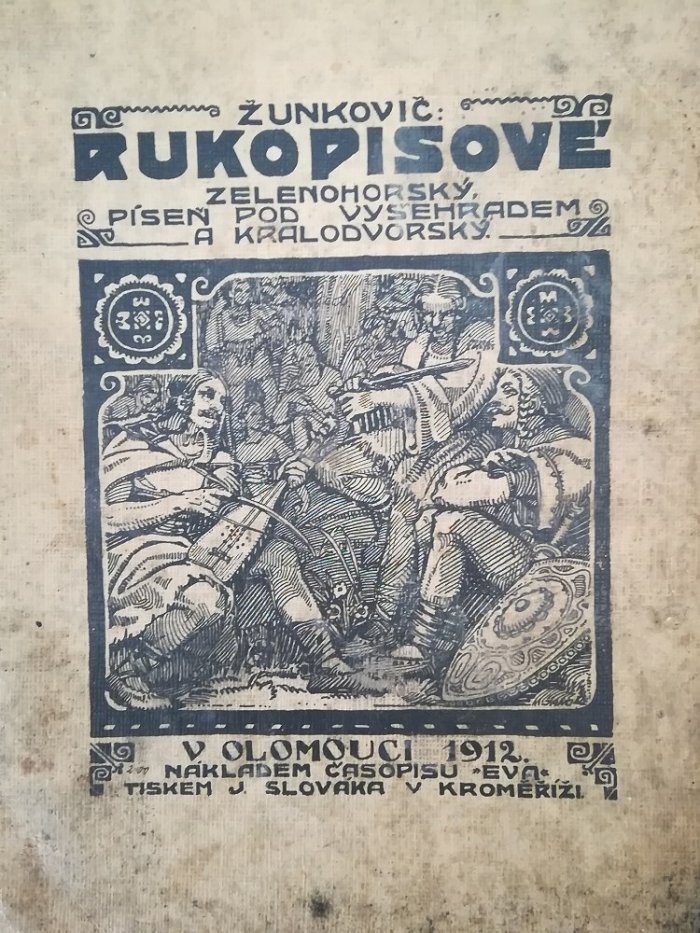 ŽUNKOVIČ:
RUKOPISOVÉ
ZELENOHORSKÝ,
PÍSEŇ POD VYŠEHRADEM
A KRALODVORSKÝ.
V OLOMOUCI 1912.
NÁKLADEM ČASOPISU „EVA“
TISKEM J. SLOVÁKA V KROMĚŘÍŽI.